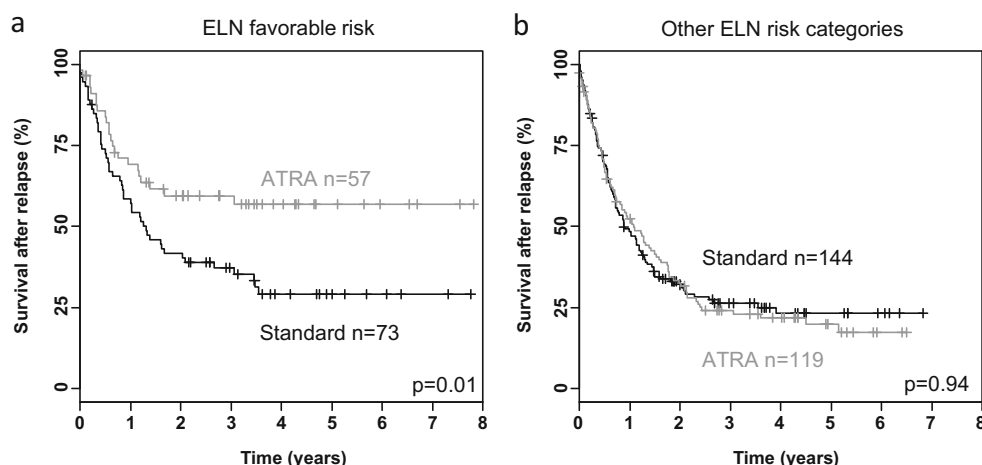 a
ELN favorable risk
Survival after relapse (%)
100
75
50
25
0
ATRA n=57
Standard n=73
p=0.01
0 1 2 3 4 5 6 7 8
Time (years)
b
Other ELN risk categories
Survival after relapse (%)
100
75
50
25
0
Standard n=144
ATRA n=119
p=0.94
0 1 2 3 4 5 6 7 8
Time (years)